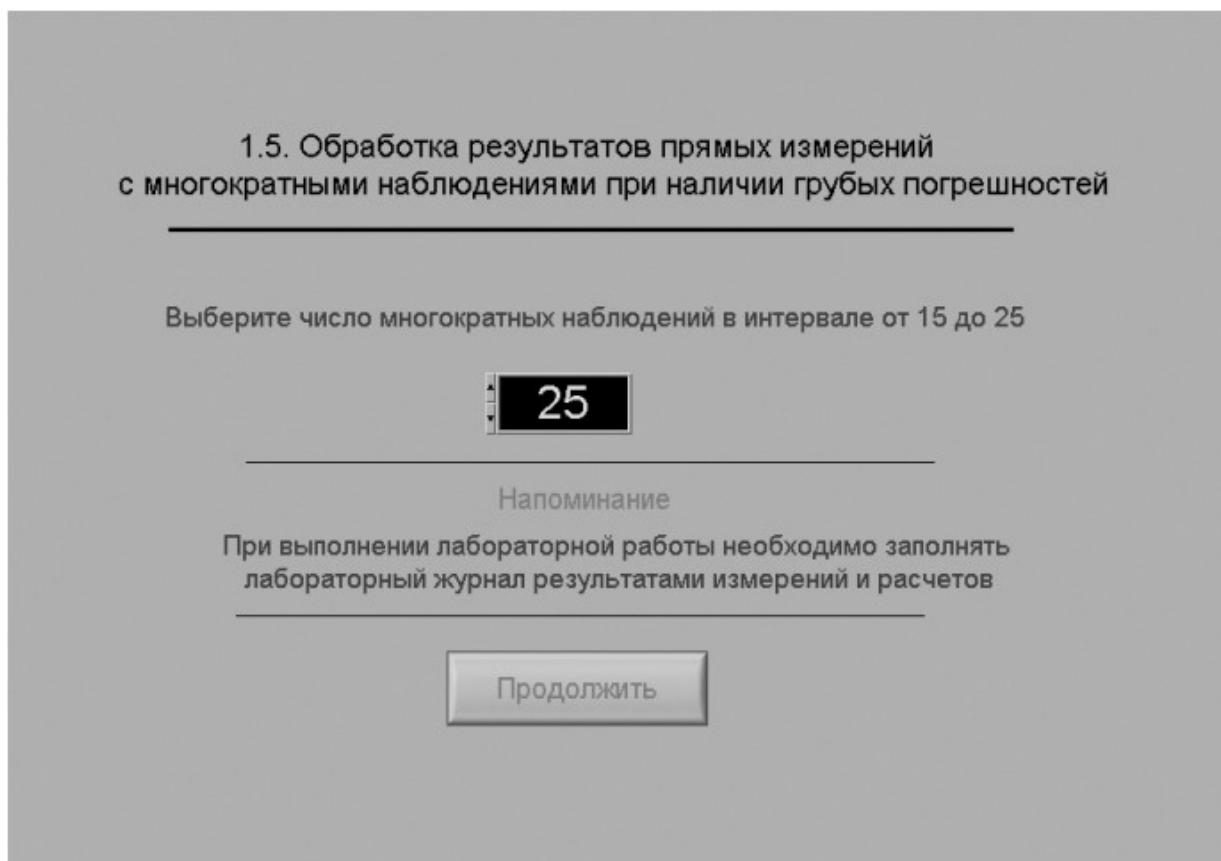 1.5. Обработка результатов прямых измерений
с многократными наблюдениями при наличии грубых погрешностей
Выберите число многократных наблюдений в интервале от 15 до 25
25
Напоминание
При выполнении лабораторной работы необходимо заполнять
лабораторный журнал результатами измерений и расчетов
Продолжить